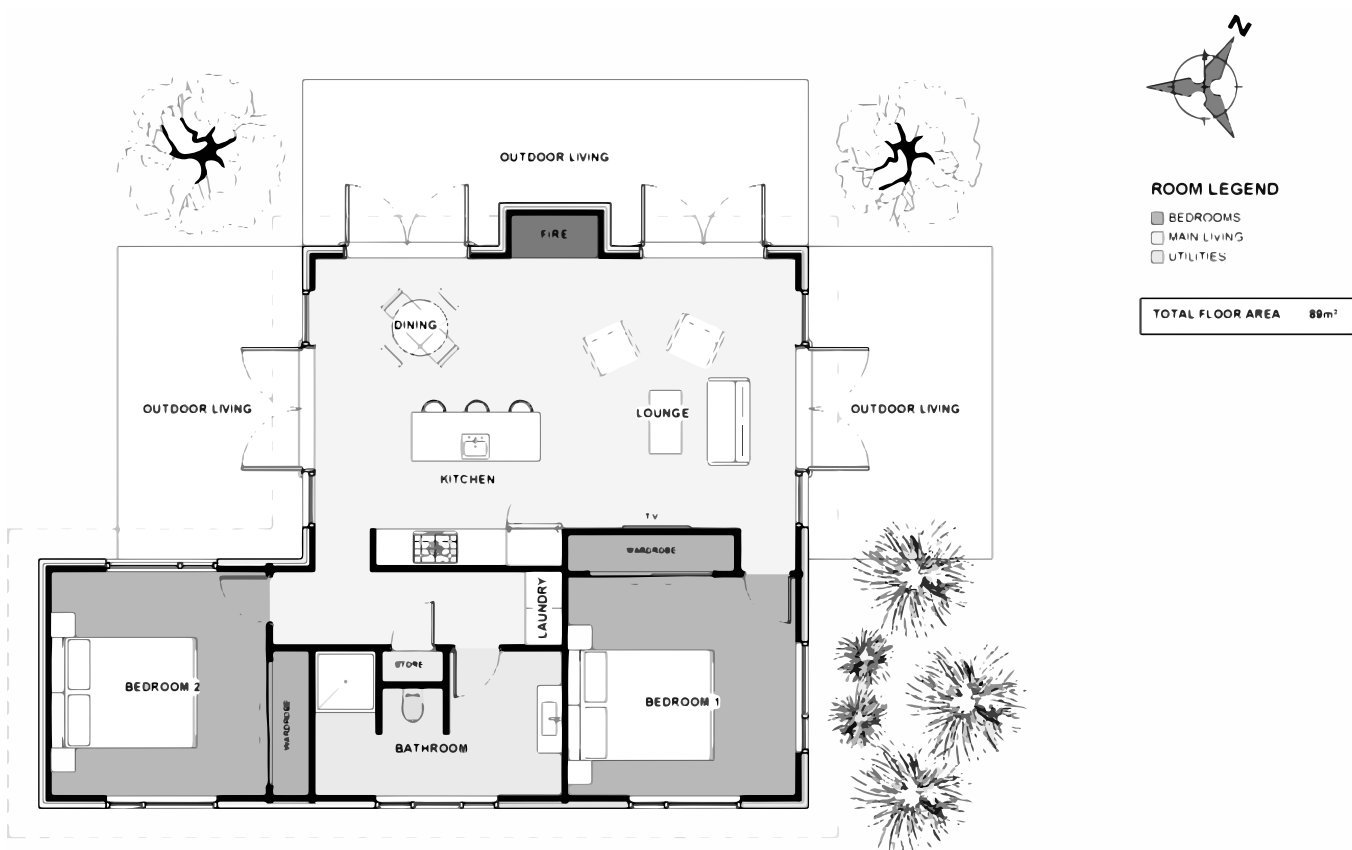 N
OUTDOOR LIVING
ROOM LEGEND
BEDROOMS
MAIN LIVING
UTILITIES
FIRE
TOTAL FLOOR AREA 89m²
DINING
OUTDOOR LIVING
LOUNGE
OUTDOOR LIVING
KITCHEN
TV
WARDROBE
LAUNDRY
STORE
BEDROOM 2
WARDROBE
BEDROOM 1
BATHROOM